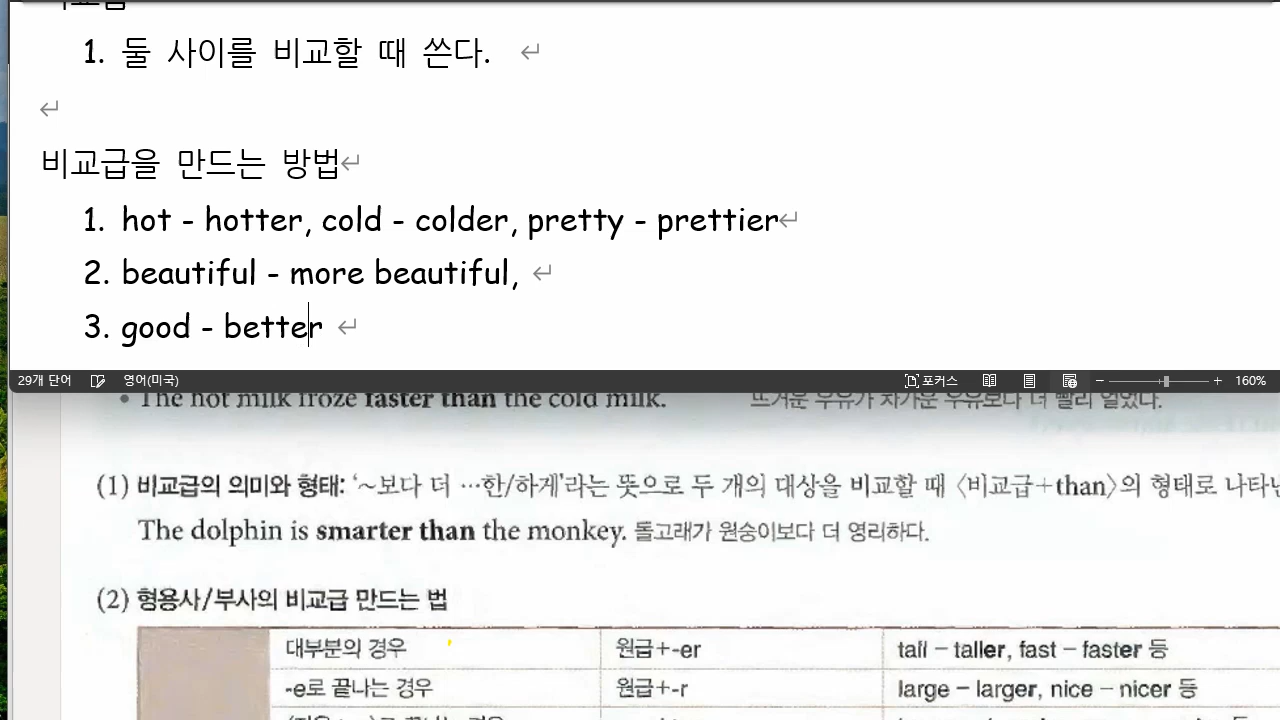 1. 둘 사이를 비교할 때 쓴다.
비교급을 만드는 방법
1. hot - hotter, cold - colder, pretty - prettier
2. beautiful - more beautiful,
3. good - better
29개 단어 영어(미국) 포커스 160%
• The hot milk froze faster than the cold milk. 뜨거운 우유가 차가운 우유보다 더 빨리 얼었다.
(1) 비교급의 의미와 형태: ‘~보다 더 …한/하게’라는 뜻으로 두 개의 대상을 비교할 때 〈비교급+than〉의 형태로
The dolphin is smarter than the monkey. 돌고래가 원숭이보다 더 영리하다.
(2) 형용사/부사의 비교급 만드는 법
대부분의 경우 원급+-er tall – taller, fast – faster 등
-e로 끝나는 경우 원급+-r large – larger, nice – nicer 등